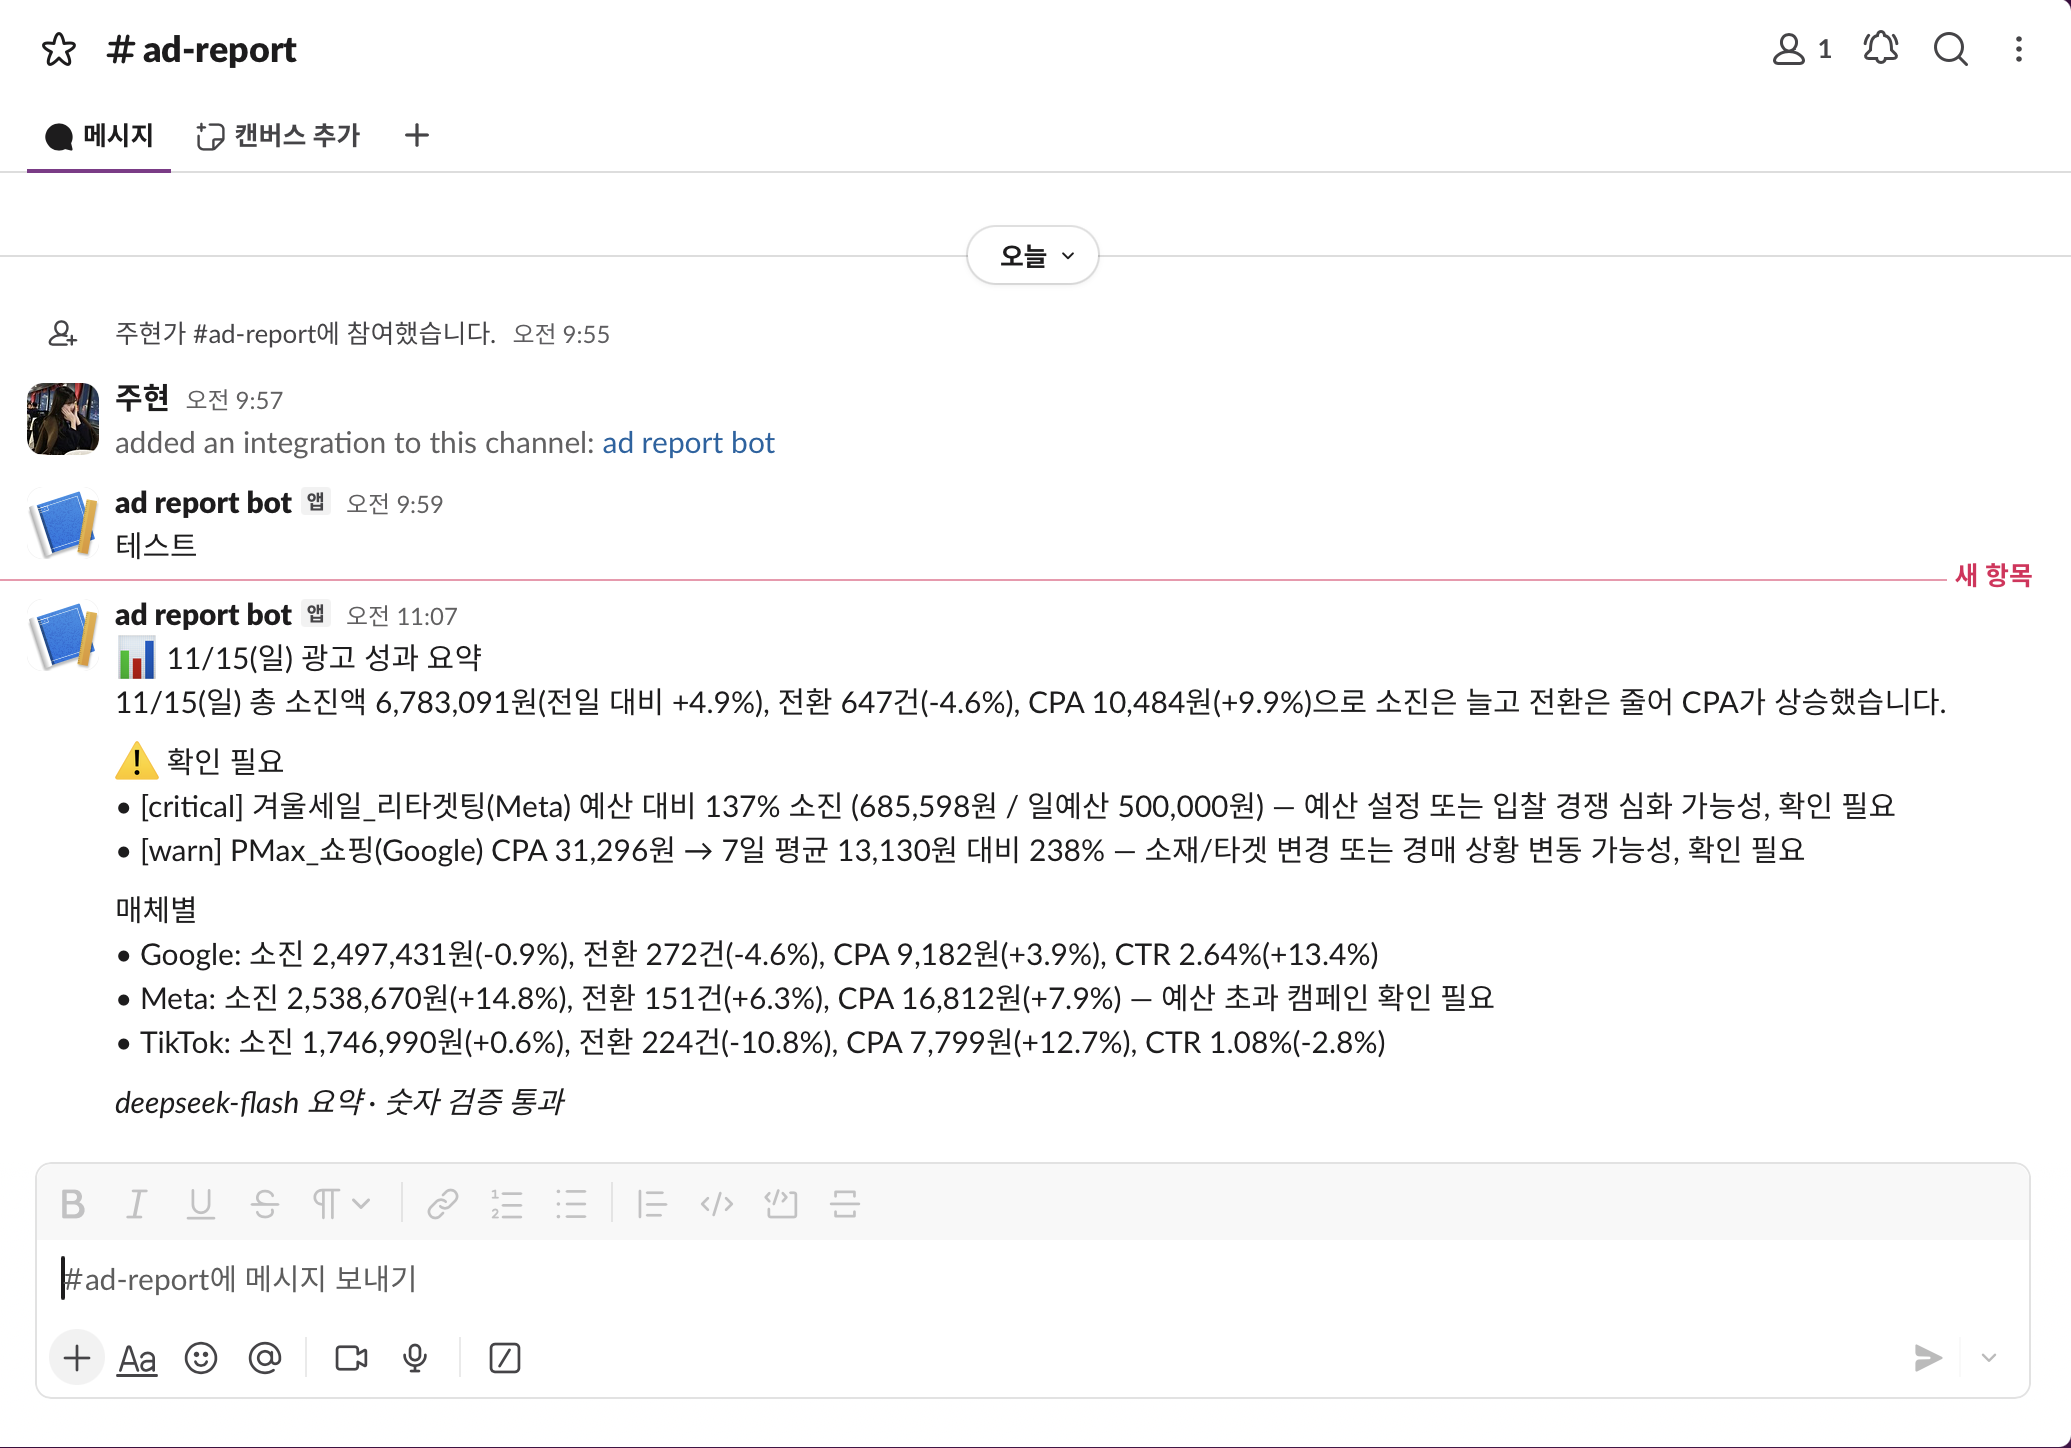 # ad-report
1
메시지
캔버스 추가
오늘
주현가 #ad-report에 참여했습니다. 오전 9:55
주현 오전 9:57
added an integration to this channel: ad report bot
ad report bot 앱 오전 9:59
테스트
새 항목
ad report bot 앱 오전 11:07
11/15(일) 광고 성과 요약
11/15(일) 총 소진액 6,783,091원(전일 대비 +4.9%), 전환 647건(-4.6%), CPA 10,484원(+9.9%)으로 소진은 늘고 전환은 줄어 CPA가 상승했습니다.
확인 필요
• [critical] 겨울세일_리타겟팅(Meta) 예산 대비 137% 소진 (685,598원 / 일예산 500,000원) — 예산 설정 또는 입찰 경쟁 심화 가능성, 확인 필요
• [warn] PMax_쇼핑(Google) CPA 31,296원 → 7일 평균 13,130원 대비 238% — 소재/타겟 변경 또는 경매 상황 변동 가능성, 확인 필요
매체별
• Google: 소진 2,497,431원(-0.9%), 전환 272건(-4.6%), CPA 9,182원(+3.9%), CTR 2.64%(+13.4%)
• Meta: 소진 2,538,670원(+14.8%), 전환 151건(+6.3%), CPA 16,812원(+7.9%) — 예산 초과 캠페인 확인 필요
• TikTok: 소진 1,746,990원(+0.6%), 전환 224건(-10.8%), CPA 7,799원(+12.7%), CTR 1.08%(-2.8%)
deepseek-flash 요약 · 숫자 검증 통과
#ad-report에 메시지 보내기
Aa